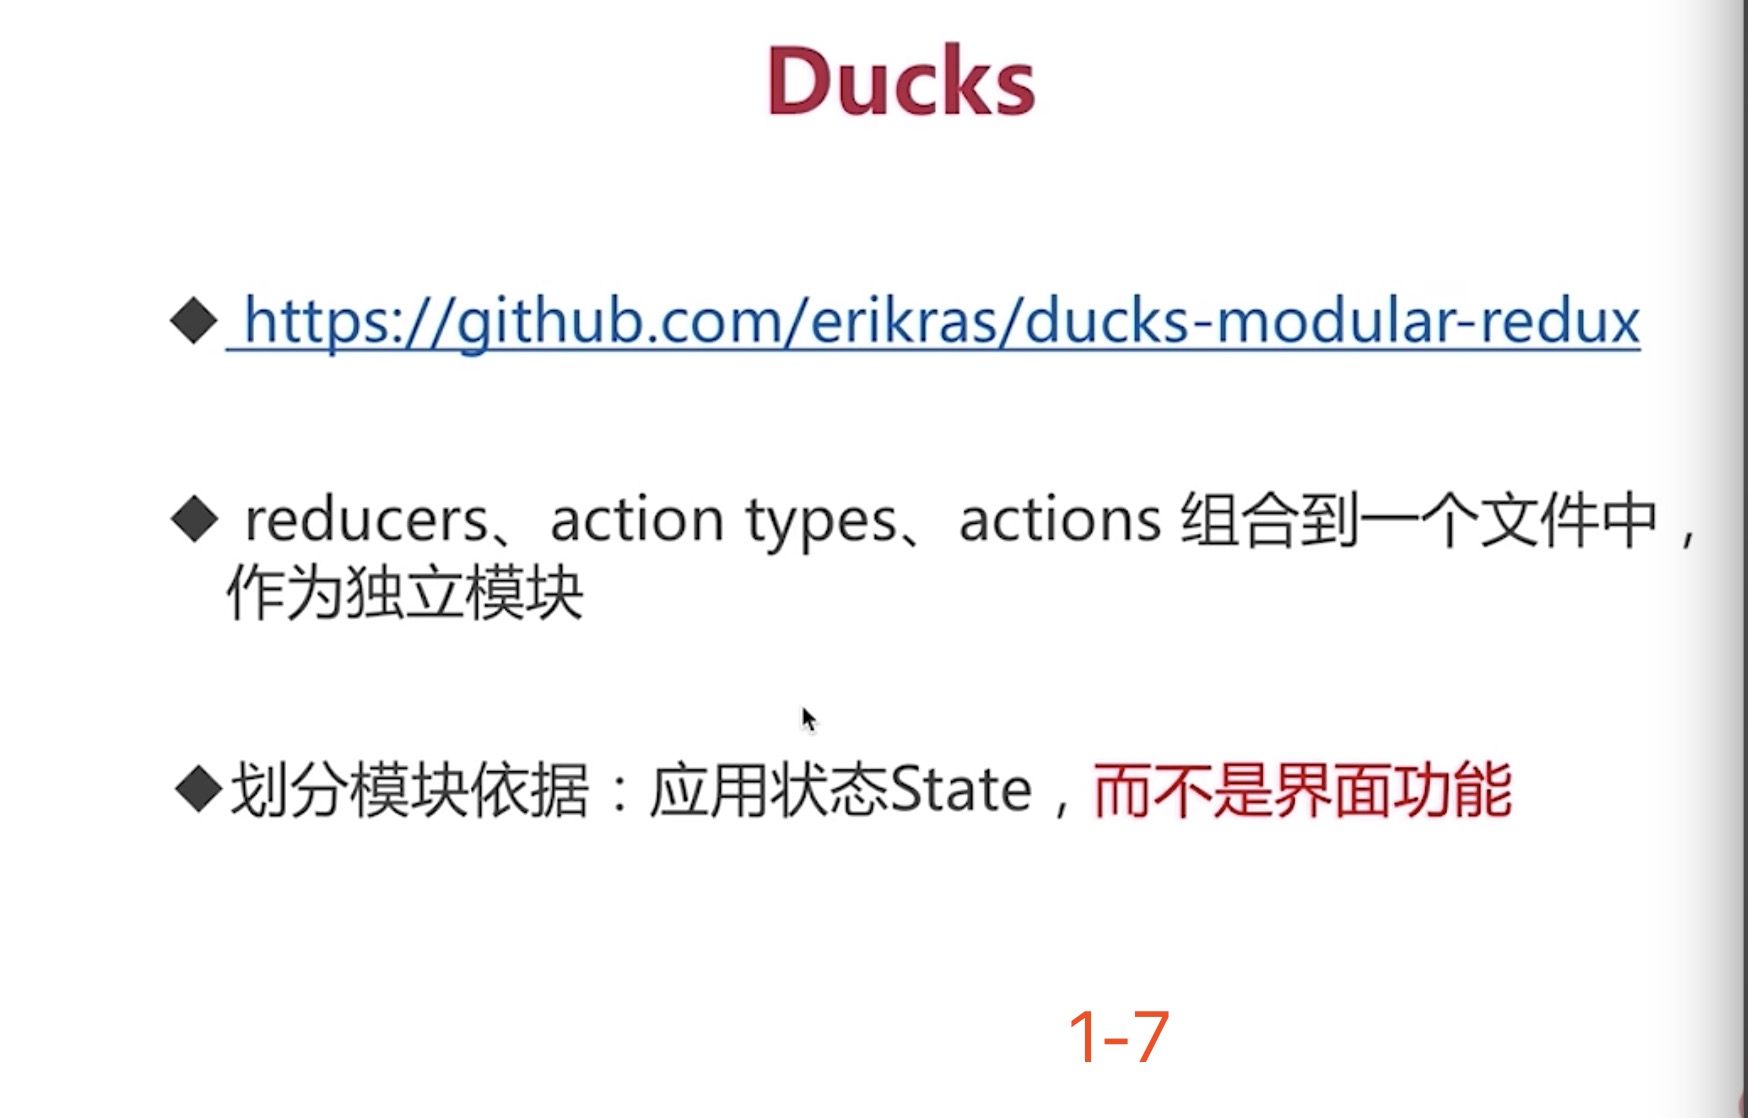 Ducks
https://github.com/erikras/ducks-modular-redux
reducers、action types、actions 组合到一个文件中，
作为独立模块
划分模块依据：应用状态State，而不是界面功能
1-7